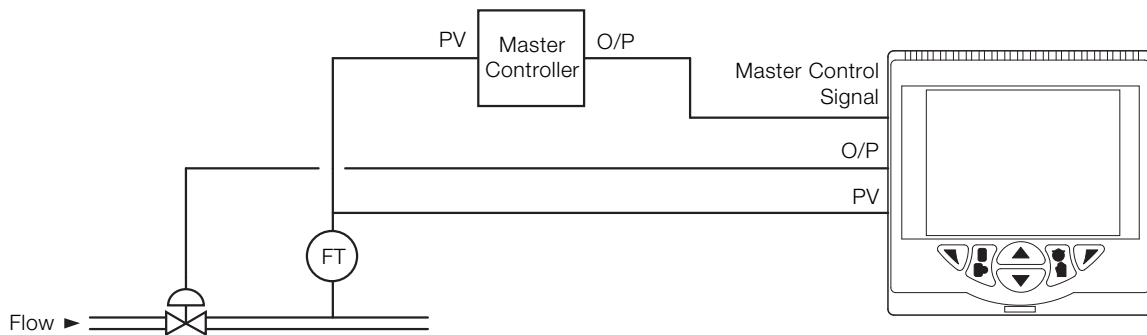 PV
Master
Controller
O/P
Master Control
Signal
O/P
PV
FT
Flow